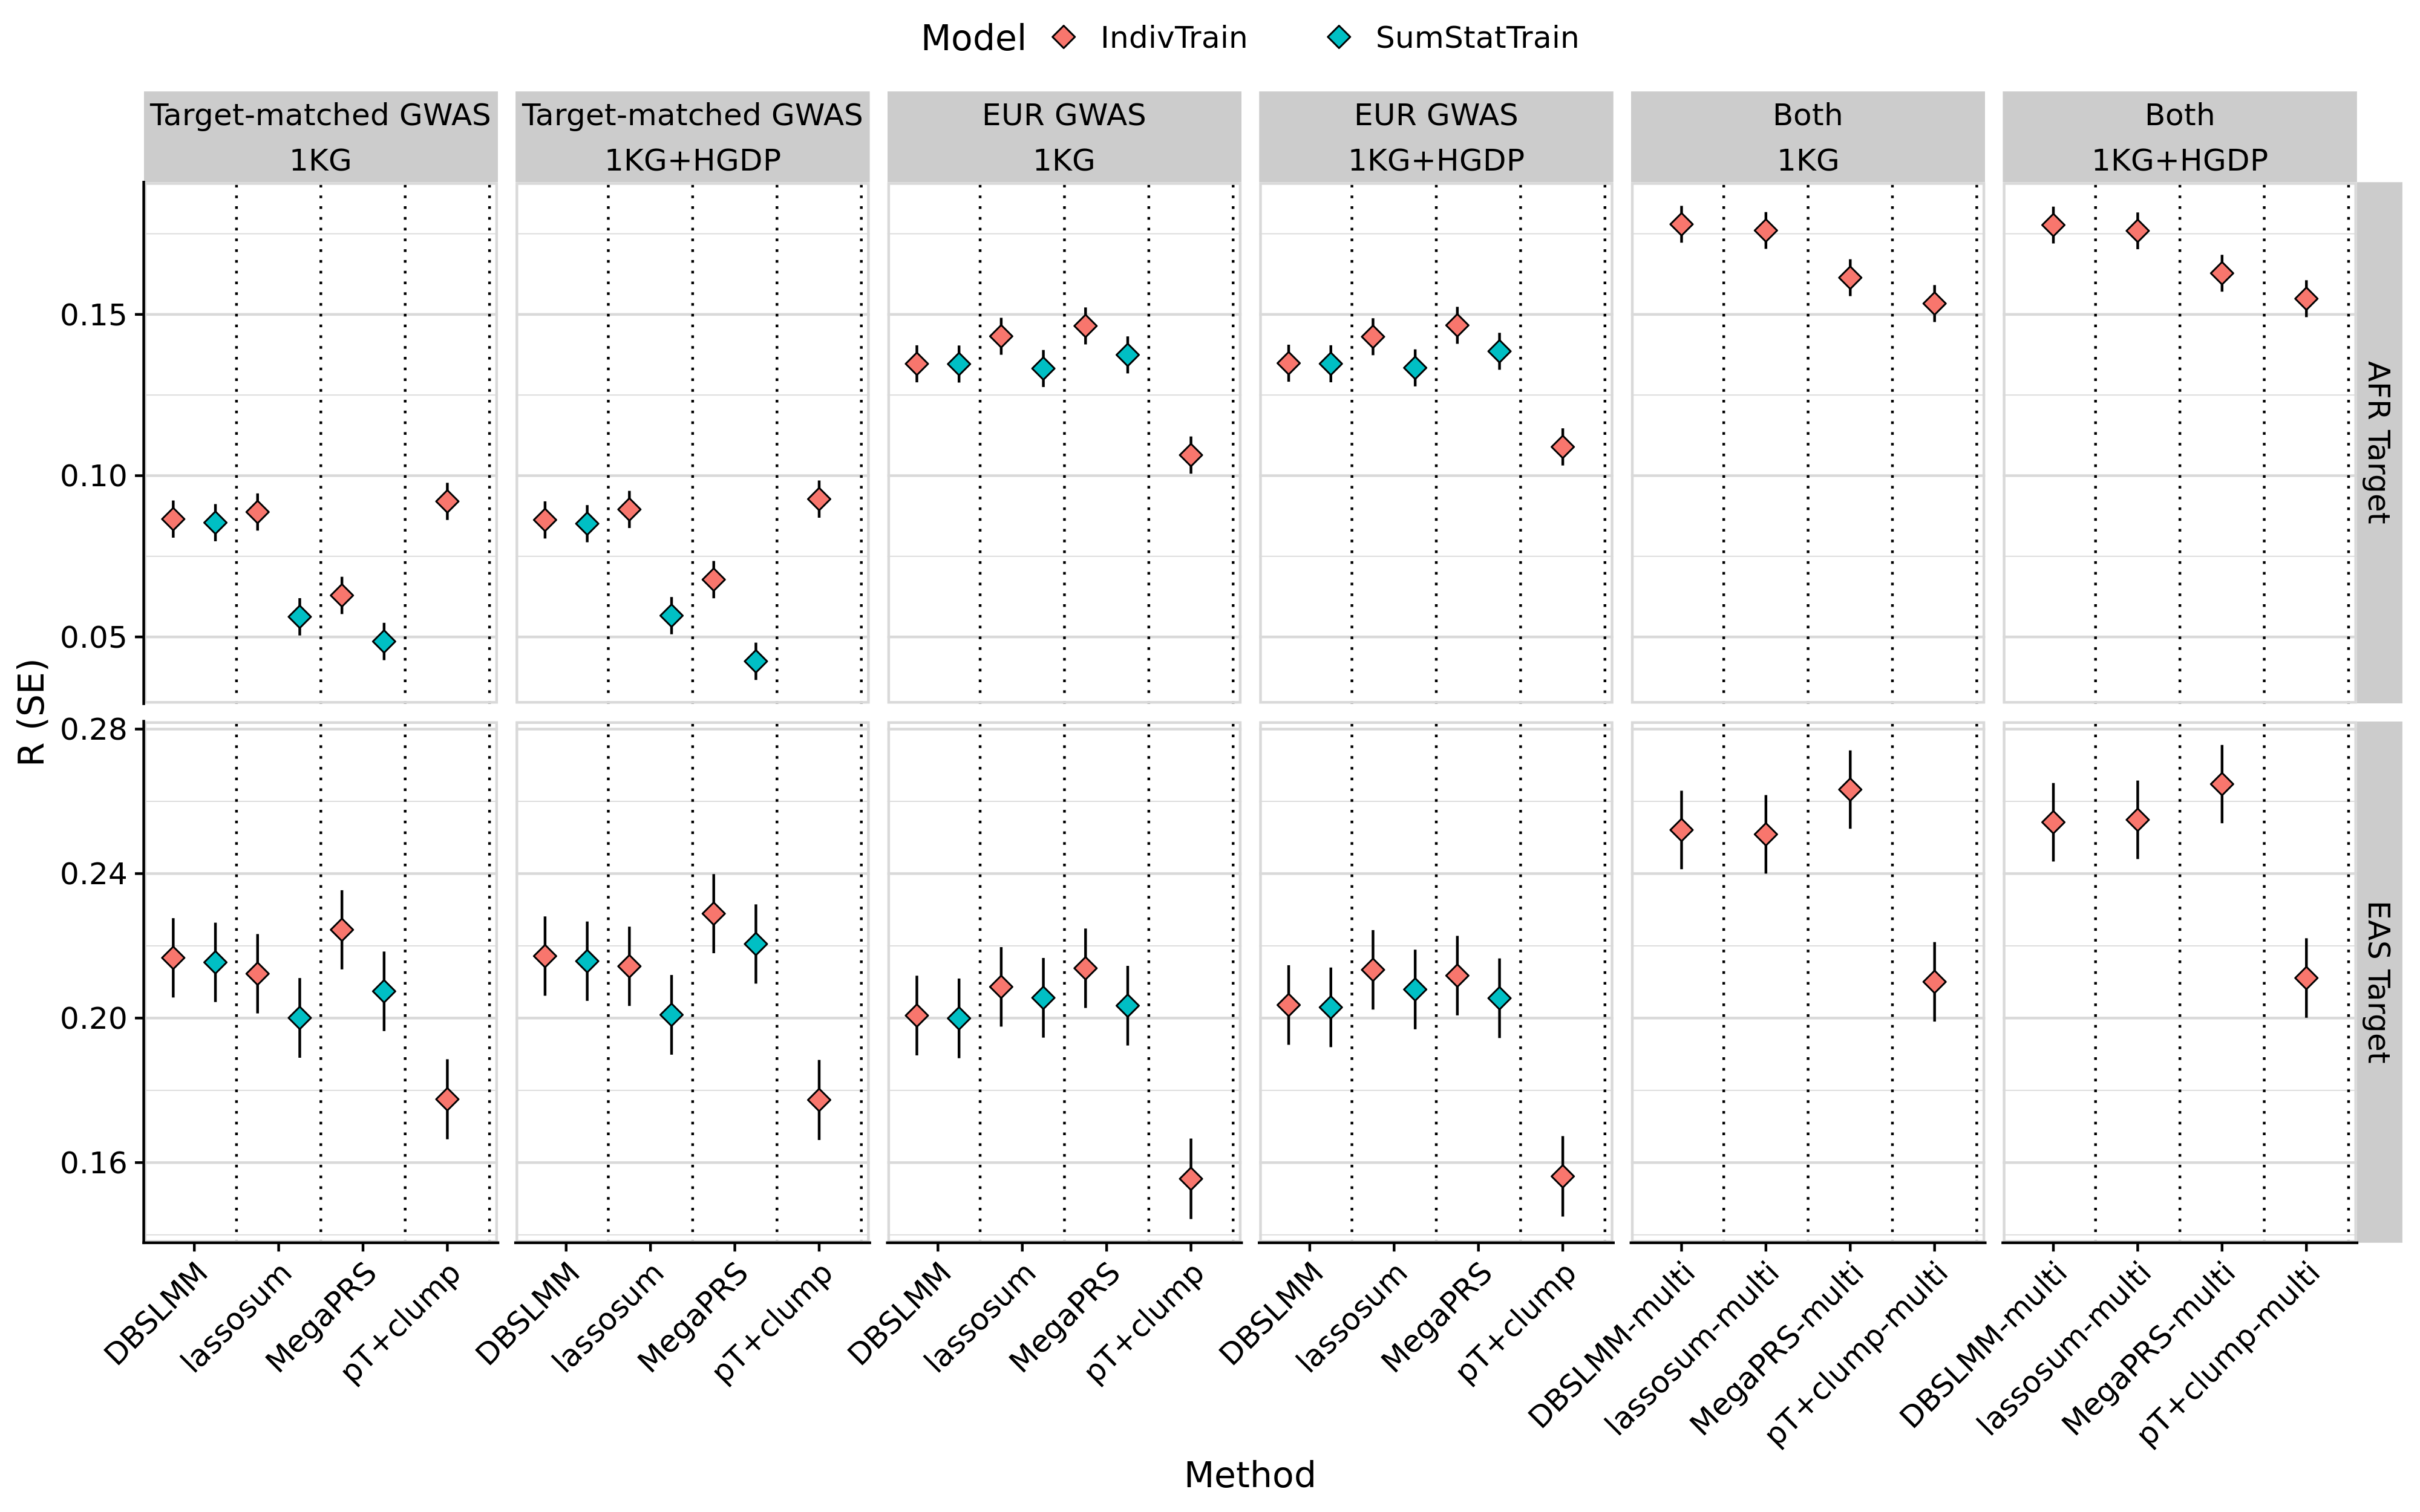 Model IndivTrain SumStatTrain
Target-matched GWAS
1KG
Target-matched GWAS
1KG+HGDP
EUR GWAS
1KG
EUR GWAS
1KG+HGDP
Both
1KG
Both
1KG+HGDP
0.15
0.10
0.05
AFR Target
R (SE)
0.28
0.24
0.20
0.16
EAS Target
DBSLMM
lassosum
MegaPRS
pT+clump
DBSLMM
lassosum
MegaPRS
pT+clump
DBSLMM
lassosum
MegaPRS
pT+clump
DBSLMM
lassosum
MegaPRS
pT+clump
DBSLMM-multi
lassosum-multi
MegaPRS-multi
pT+clump-multi
DBSLMM-multi
lassosum-multi
MegaPRS-multi
pT+clump-multi
Method